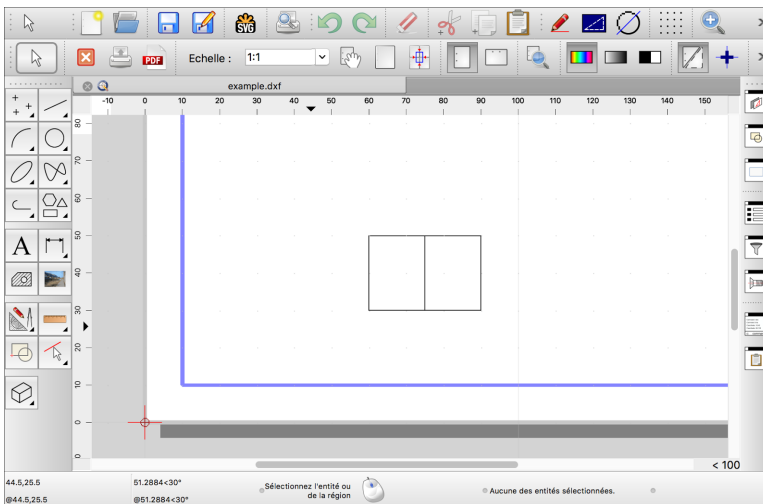 SVG
PDF
Echelle :
1:1
example.dxf
-10 0 10 20 30 40 50 60 70 80 90 100 110 120 130 140 150
80
70
60
50
40
30
20
10
0
A
< 100
44.5,25.5
@44.5,25.5
51.2884<30°
@51.2884<30°
Sélectionnez l'entité ou
de la région
Aucune des entités sélectionnées.